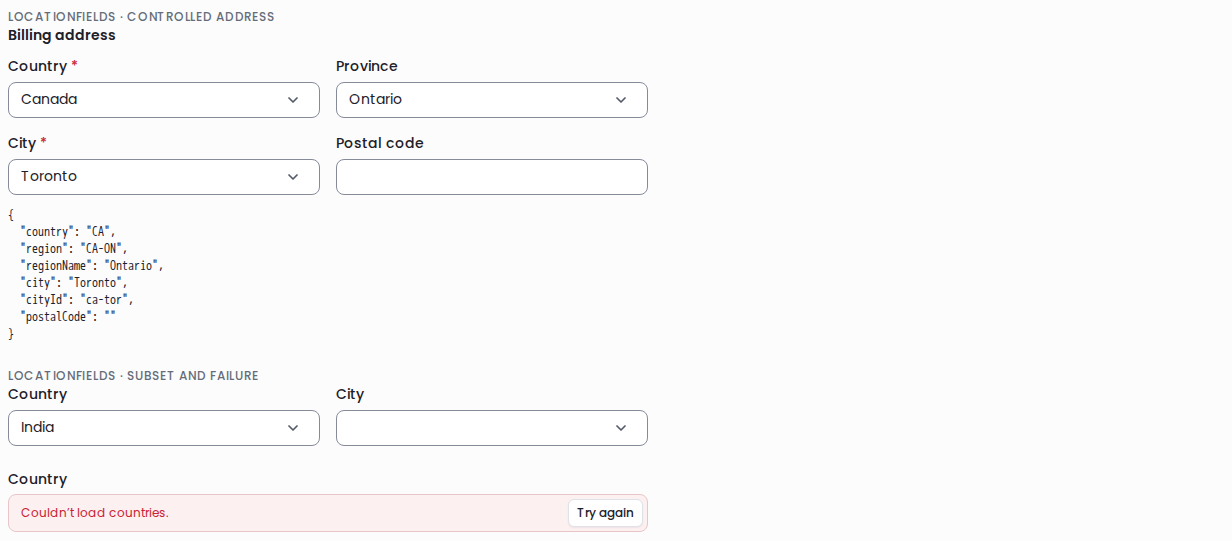 LOCATIONFIELDS · CONTROLLED ADDRESS
Billing address
Country *
Province
Canada
Ontario
City *
Postal code
Toronto
{
  "country": "CA",
  "region": "CA-ON",
  "regionName": "Ontario",
  "city": "Toronto",
  "cityId": "ca-tor",
  "postalCode": ""
}
LOCATIONFIELDS · SUBSET AND FAILURE
Country
City
India
Country
Couldn't load countries.
Try again